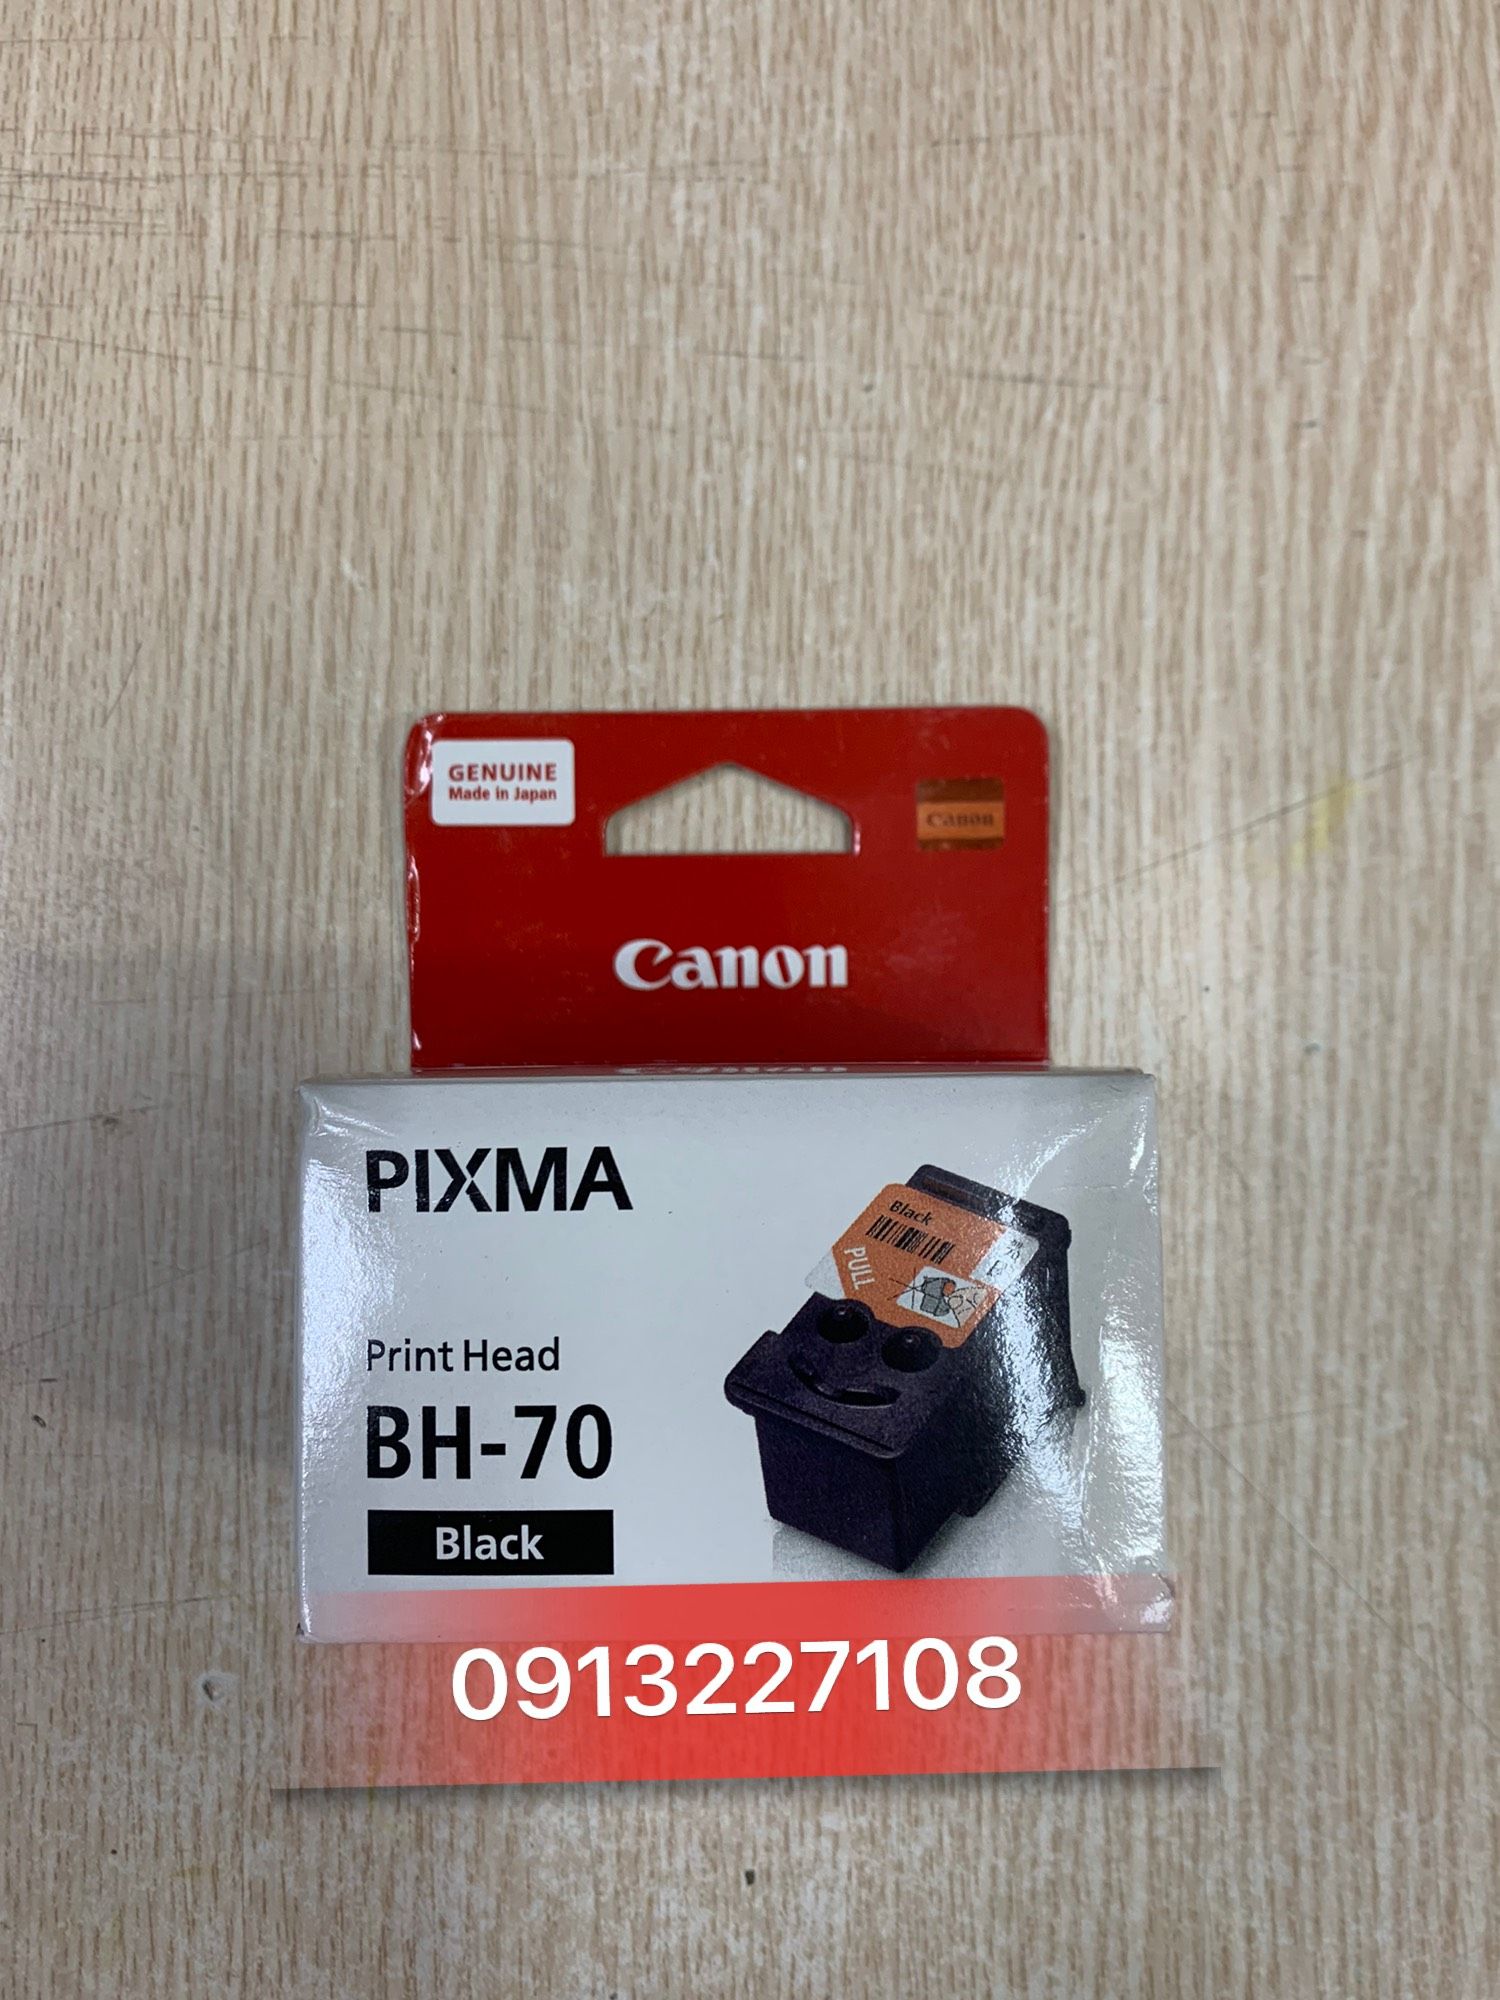 GENUINE
Made in Japan
Canon
Canon
PIXMA
Black
PULL
Print Head
BH-70
Black
0913227108